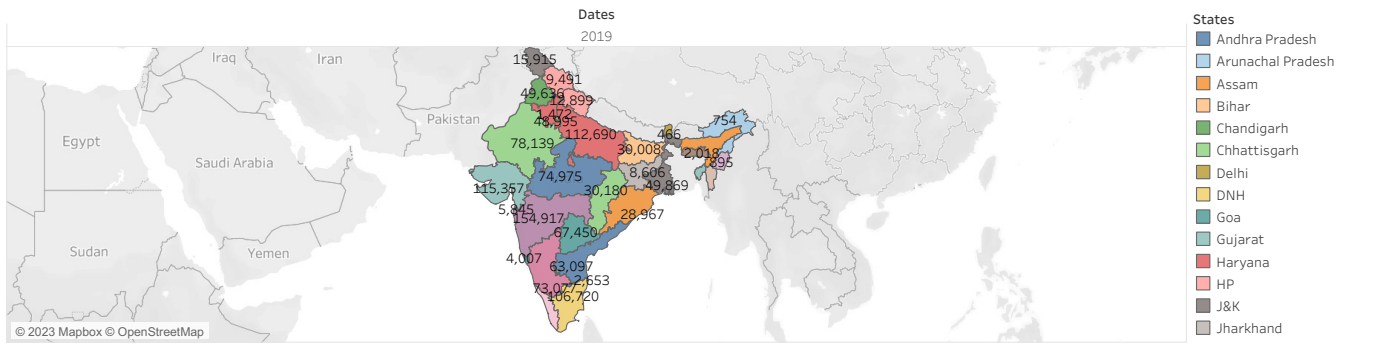 Dates
2019
Iraq
Iran
Pakistan
Egypt
Saudi Arabia
Sudan
Yemen
15,915
9,491
49,636
12,899
1,472
48,995
112,690
78,139
466
754
30,008
2,018
895
8,606
74,975
49,869
115,357
30,180
5,845
154,917
28,967
67,450
4,007
63,097
2,653
106,720
© 2023 Mapbox © OpenStreetMap
States
Andhra Pradesh
Arunachal Pradesh
Assam
Bihar
Chandigarh
Chhattisgarh
Delhi
DNH
Goa
Gujarat
Haryana
HP
J&K
Jharkhand